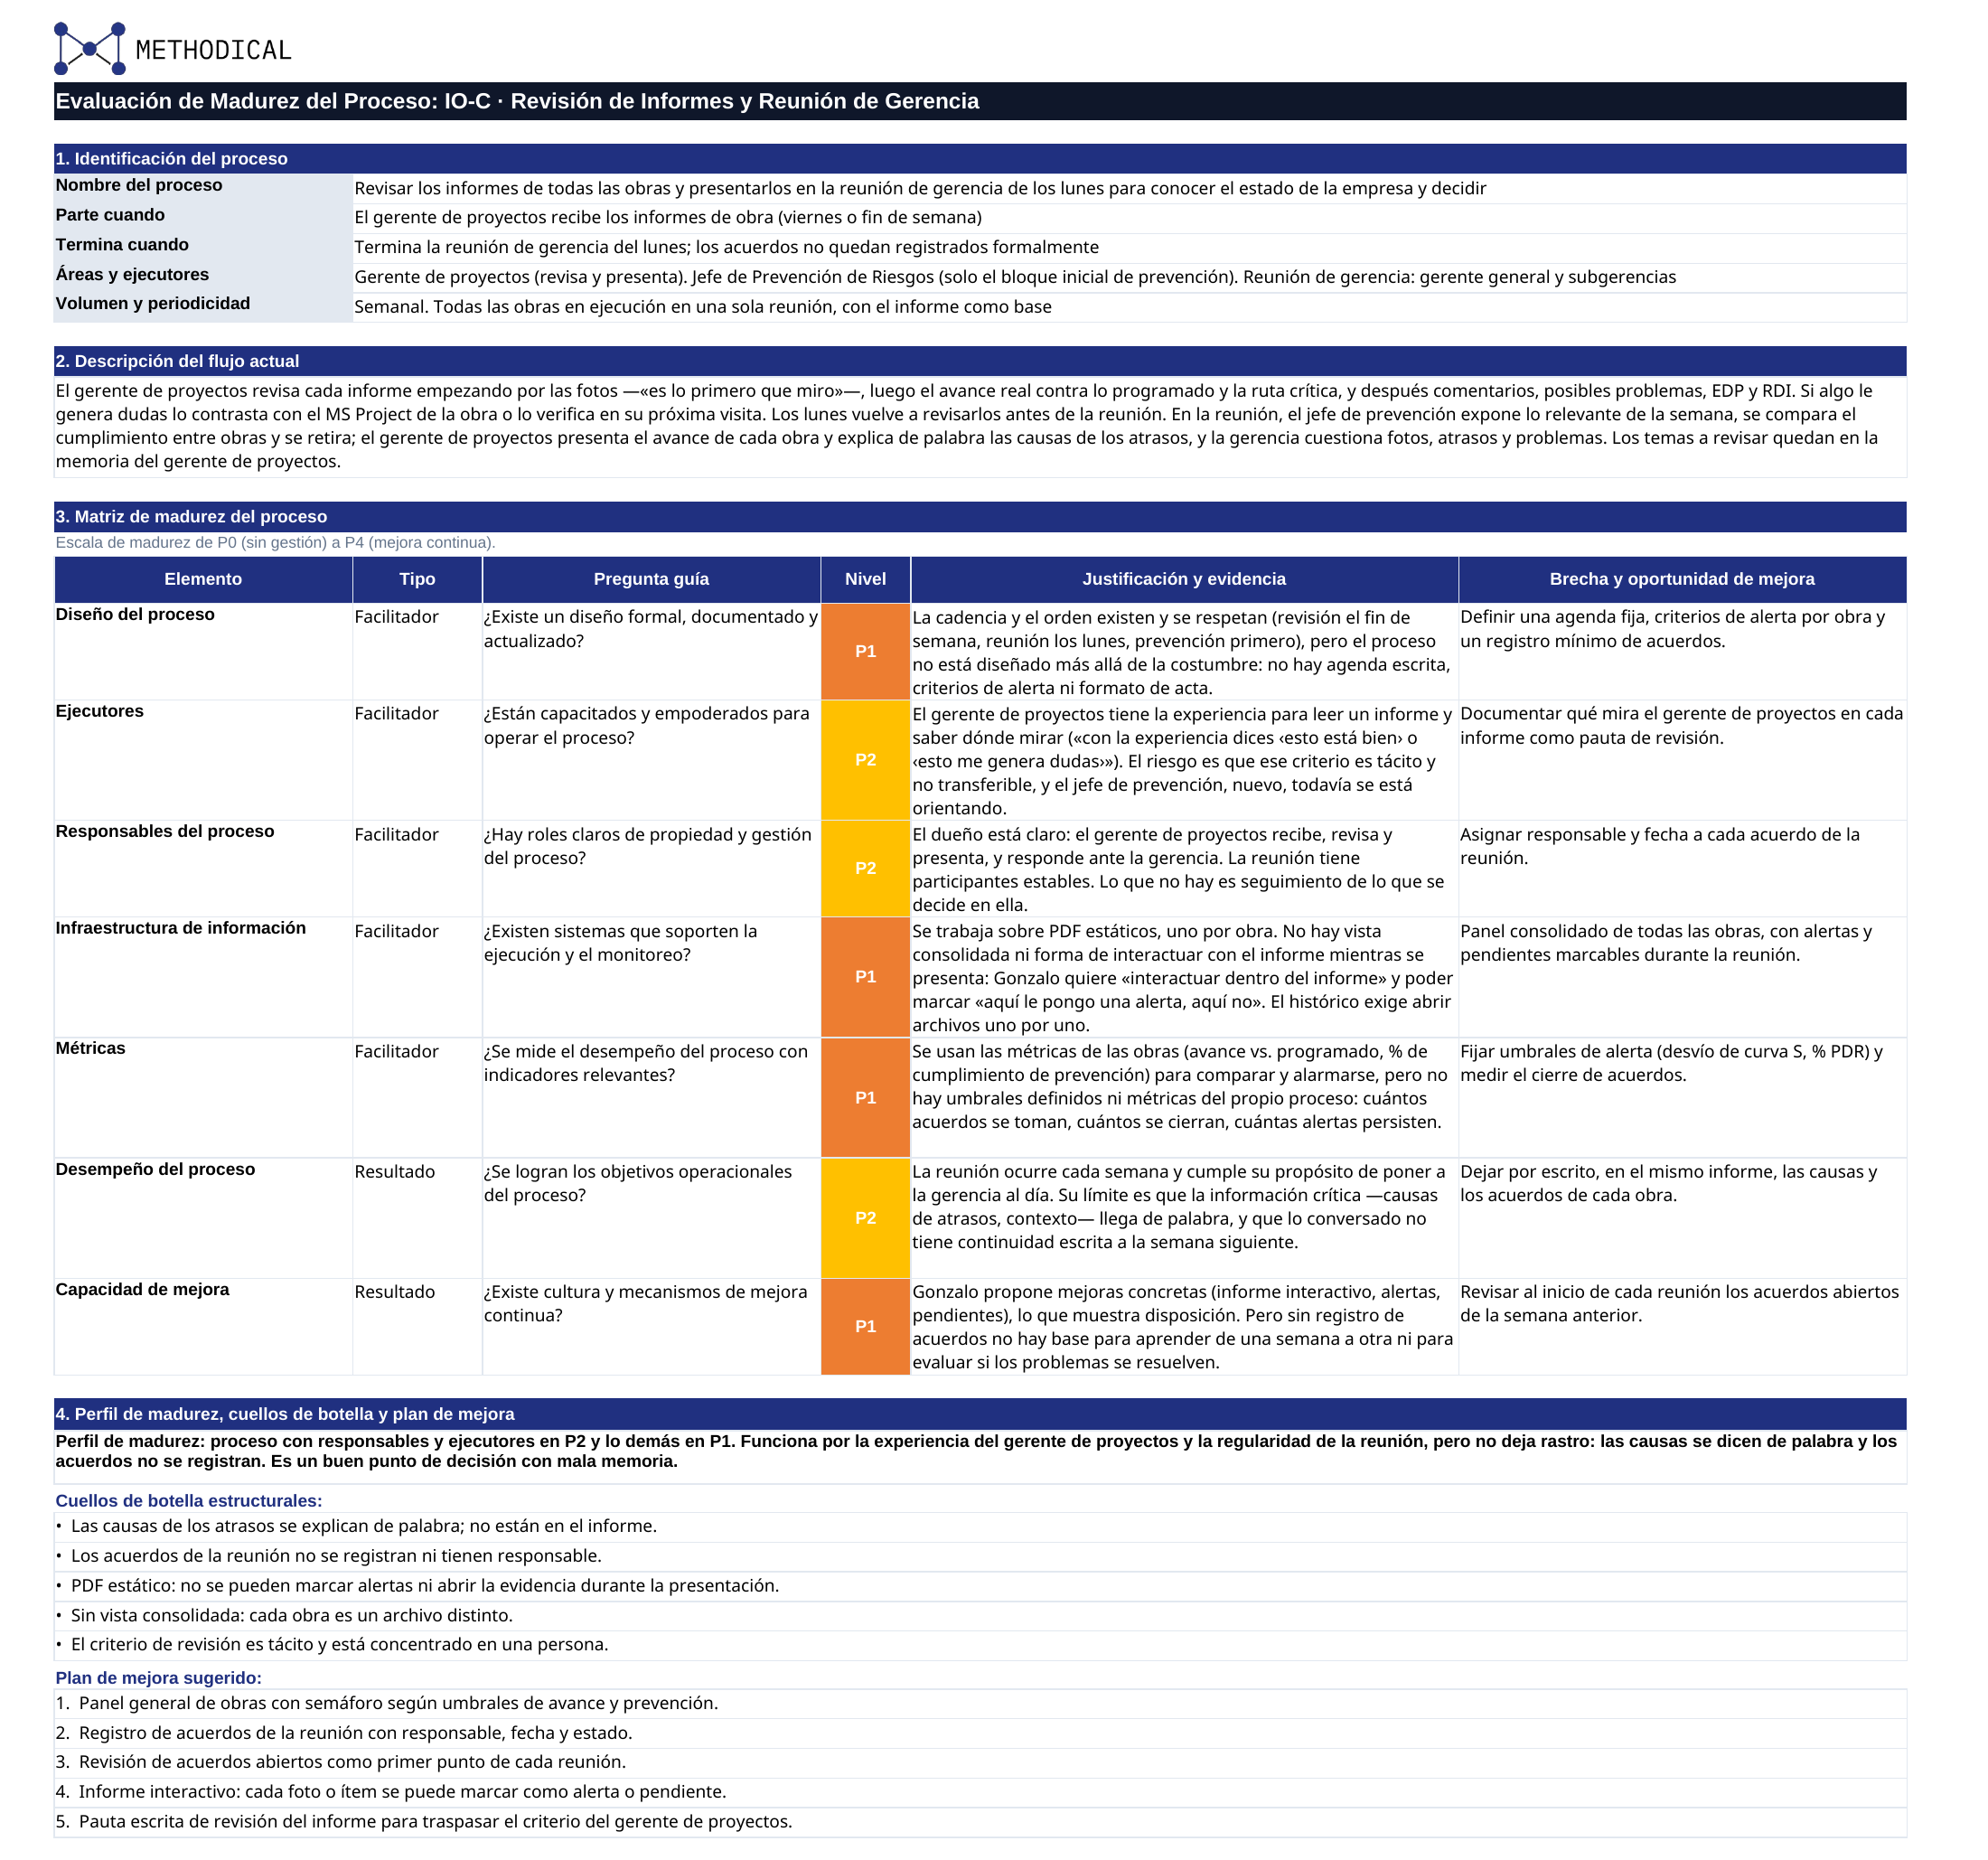 METHODICAL
Evaluación de Madurez del Proceso: IO-C · Revisión de Informes y Reunión de Gerencia
1. Identificación del proceso
Nombre del proceso
Revisar los informes de todas las obras y presentarlos en la reunión de gerencia de los lunes para conocer el estado de la empresa y decidir
Parte cuando
El gerente de proyectos recibe los informes de obra (viernes o fin de semana)
Termina cuando
Termina la reunión de gerencia del lunes; los acuerdos no quedan registrados formalmente
Áreas y ejecutores
Gerente de proyectos (revisa y presenta). Jefe de Prevención de Riesgos (solo el bloque inicial de prevención). Reunión de gerencia: gerente general y subgerencias
Volumen y periodicidad
Semanal. Todas las obras en ejecución en una sola reunión, con el informe como base
2. Descripción del flujo actual
El gerente de proyectos revisa cada informe empezando por las fotos —«es lo primero que miro»—, luego el avance real contra lo programado y la ruta crítica, y después comentarios, posibles problemas, EDP y RDI. Si algo le
genera dudas lo contrasta con el MS Project de la obra o lo verifica en su próxima visita. Los lunes vuelve a revisarlos antes de la reunión. En la reunión, el jefe de prevención expone lo relevante de la semana, se compara el
cumplimiento entre obras y se retira; el gerente de proyectos presenta el avance de cada obra y explica de palabra las causas de los atrasos, y la gerencia cuestiona fotos, atrasos y problemas. Los temas a revisar quedan en la
memoria del gerente de proyectos.
3. Matriz de madurez del proceso
Escala de madurez de P0 (sin gestión) a P4 (mejora continua).
Elemento
Tipo
Pregunta guía
Nivel
Justificación y evidencia
Brecha y oportunidad de mejora
Diseño del proceso
Facilitador
¿Existe un diseño formal, documentado y
actualizado?
P1
La cadencia y el orden existen y se respetan (revisión el fin de
semana, reunión los lunes, prevención primero), pero el proceso
no está diseñado más allá de la costumbre: no hay agenda escrita,
criterios de alerta ni formato de acta.
Definir una agenda fija, criterios de alerta por obra y
un registro mínimo de acuerdos.
Ejecutores
Facilitador
¿Están capacitados y empoderados para
operar el proceso?
P2
El gerente de proyectos tiene la experiencia para leer un informe y
saber dónde mirar («con la experiencia dices ‹esto está bien› o
‹esto me genera dudas›»). El riesgo es que ese criterio es tácito y
no transferible, y el jefe de prevención, nuevo, todavía se está
orientando.
Documentar qué mira el gerente de proyectos en cada
informe como pauta de revisión.
Responsables del proceso
Facilitador
¿Hay roles claros de propiedad y gestión
del proceso?
P2
El dueño está claro: el gerente de proyectos recibe, revisa y
presenta, y responde ante la gerencia. La reunión tiene
participantes estables. Lo que no hay es seguimiento de lo que se
decide en ella.
Asignar responsable y fecha a cada acuerdo de la
reunión.
Infraestructura de información
Facilitador
¿Existen sistemas que soporten la
ejecución y el monitoreo?
P1
Se trabaja sobre PDF estáticos, uno por obra. No hay vista
consolidada ni forma de interactuar con el informe mientras se
presenta: Gonzalo quiere «interactuar dentro del informe» y poder
marcar «aquí le pongo una alerta, aquí no». El histórico exige abrir
archivos uno por uno.
Panel consolidado de todas las obras, con alertas y
pendientes marcables durante la reunión.
Métricas
Facilitador
¿Se mide el desempeño del proceso con
indicadores relevantes?
P1
Se usan las métricas de las obras (avance vs. programado, % de
cumplimiento de prevención) para comparar y alarmarse, pero no
hay umbrales definidos ni métricas del propio proceso: cuántos
acuerdos se toman, cuántos se cierran, cuántas alertas persisten.
Fijar umbrales de alerta (desvío de curva S, % PDR) y
medir el cierre de acuerdos.
Desempeño del proceso
Resultado
¿Se logran los objetivos operacionales
del proceso?
P2
La reunión ocurre cada semana y cumple su propósito de poner a
la gerencia al día. Su límite es que la información crítica —causas
de atrasos, contexto— llega de palabra, y que lo conversado no
tiene continuidad escrita a la semana siguiente.
Dejar por escrito, en el mismo informe, las causas y
los acuerdos de cada obra.
Capacidad de mejora
Resultado
¿Existe cultura y mecanismos de mejora
continua?
P1
Gonzalo propone mejoras concretas (informe interactivo, alertas,
pendientes), lo que muestra disposición. Pero sin registro de
acuerdos no hay base para aprender de una semana a otra ni para
evaluar si los problemas se resuelven.
Revisar al inicio de cada reunión los acuerdos abiertos
de la semana anterior.
4. Perfil de madurez, cuellos de botella y plan de mejora
Perfil de madurez: proceso con responsables y ejecutores en P2 y lo demás en P1. Funciona por la experiencia del gerente de proyectos y la regularidad de la reunión, pero no deja rastro: las causas se dicen de palabra y los
acuerdos no se registran. Es un buen punto de decisión con mala memoria.
Cuellos de botella estructurales:
• Las causas de los atrasos se explican de palabra; no están en el informe.
• Los acuerdos de la reunión no se registran ni tienen responsable.
• PDF estático: no se pueden marcar alertas ni abrir la evidencia durante la presentación.
• Sin vista consolidada: cada obra es un archivo distinto.
• El criterio de revisión es tácito y está concentrado en una persona.
Plan de mejora sugerido:
1. Panel general de obras con semáforo según umbrales de avance y prevención.
2. Registro de acuerdos de la reunión con responsable, fecha y estado.
3. Revisión de acuerdos abiertos como primer punto de cada reunión.
4. Informe interactivo: cada foto o ítem se puede marcar como alerta o pendiente.
5. Pauta escrita de revisión del informe para traspasar el criterio del gerente de proyectos.